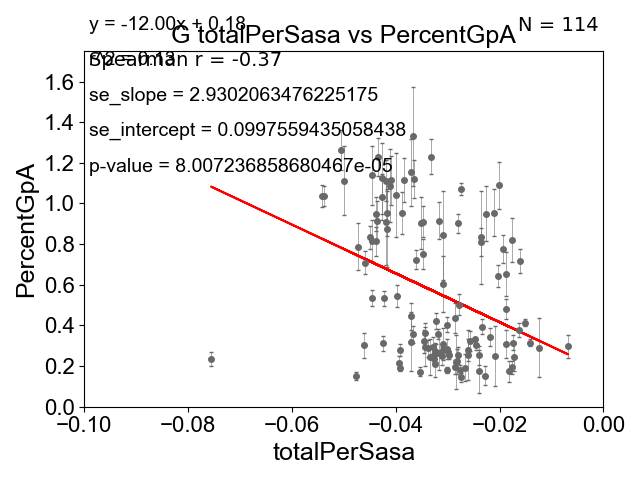 y = -12.00x + 0.18
N = 114
G totalPerSasa vs PercentGpA
Spearman r = -0.37
se_slope = 2.9302063476225175
se_intercept = 0.0997559435058438
p-value = 8.007236858680467e-05
PercentGpA
1.6
1.4
1.2
1.0
0.8
0.6
0.4
0.2
0.0
−0.10
−0.08
−0.06
−0.04
−0.02
0.00
totalPerSasa